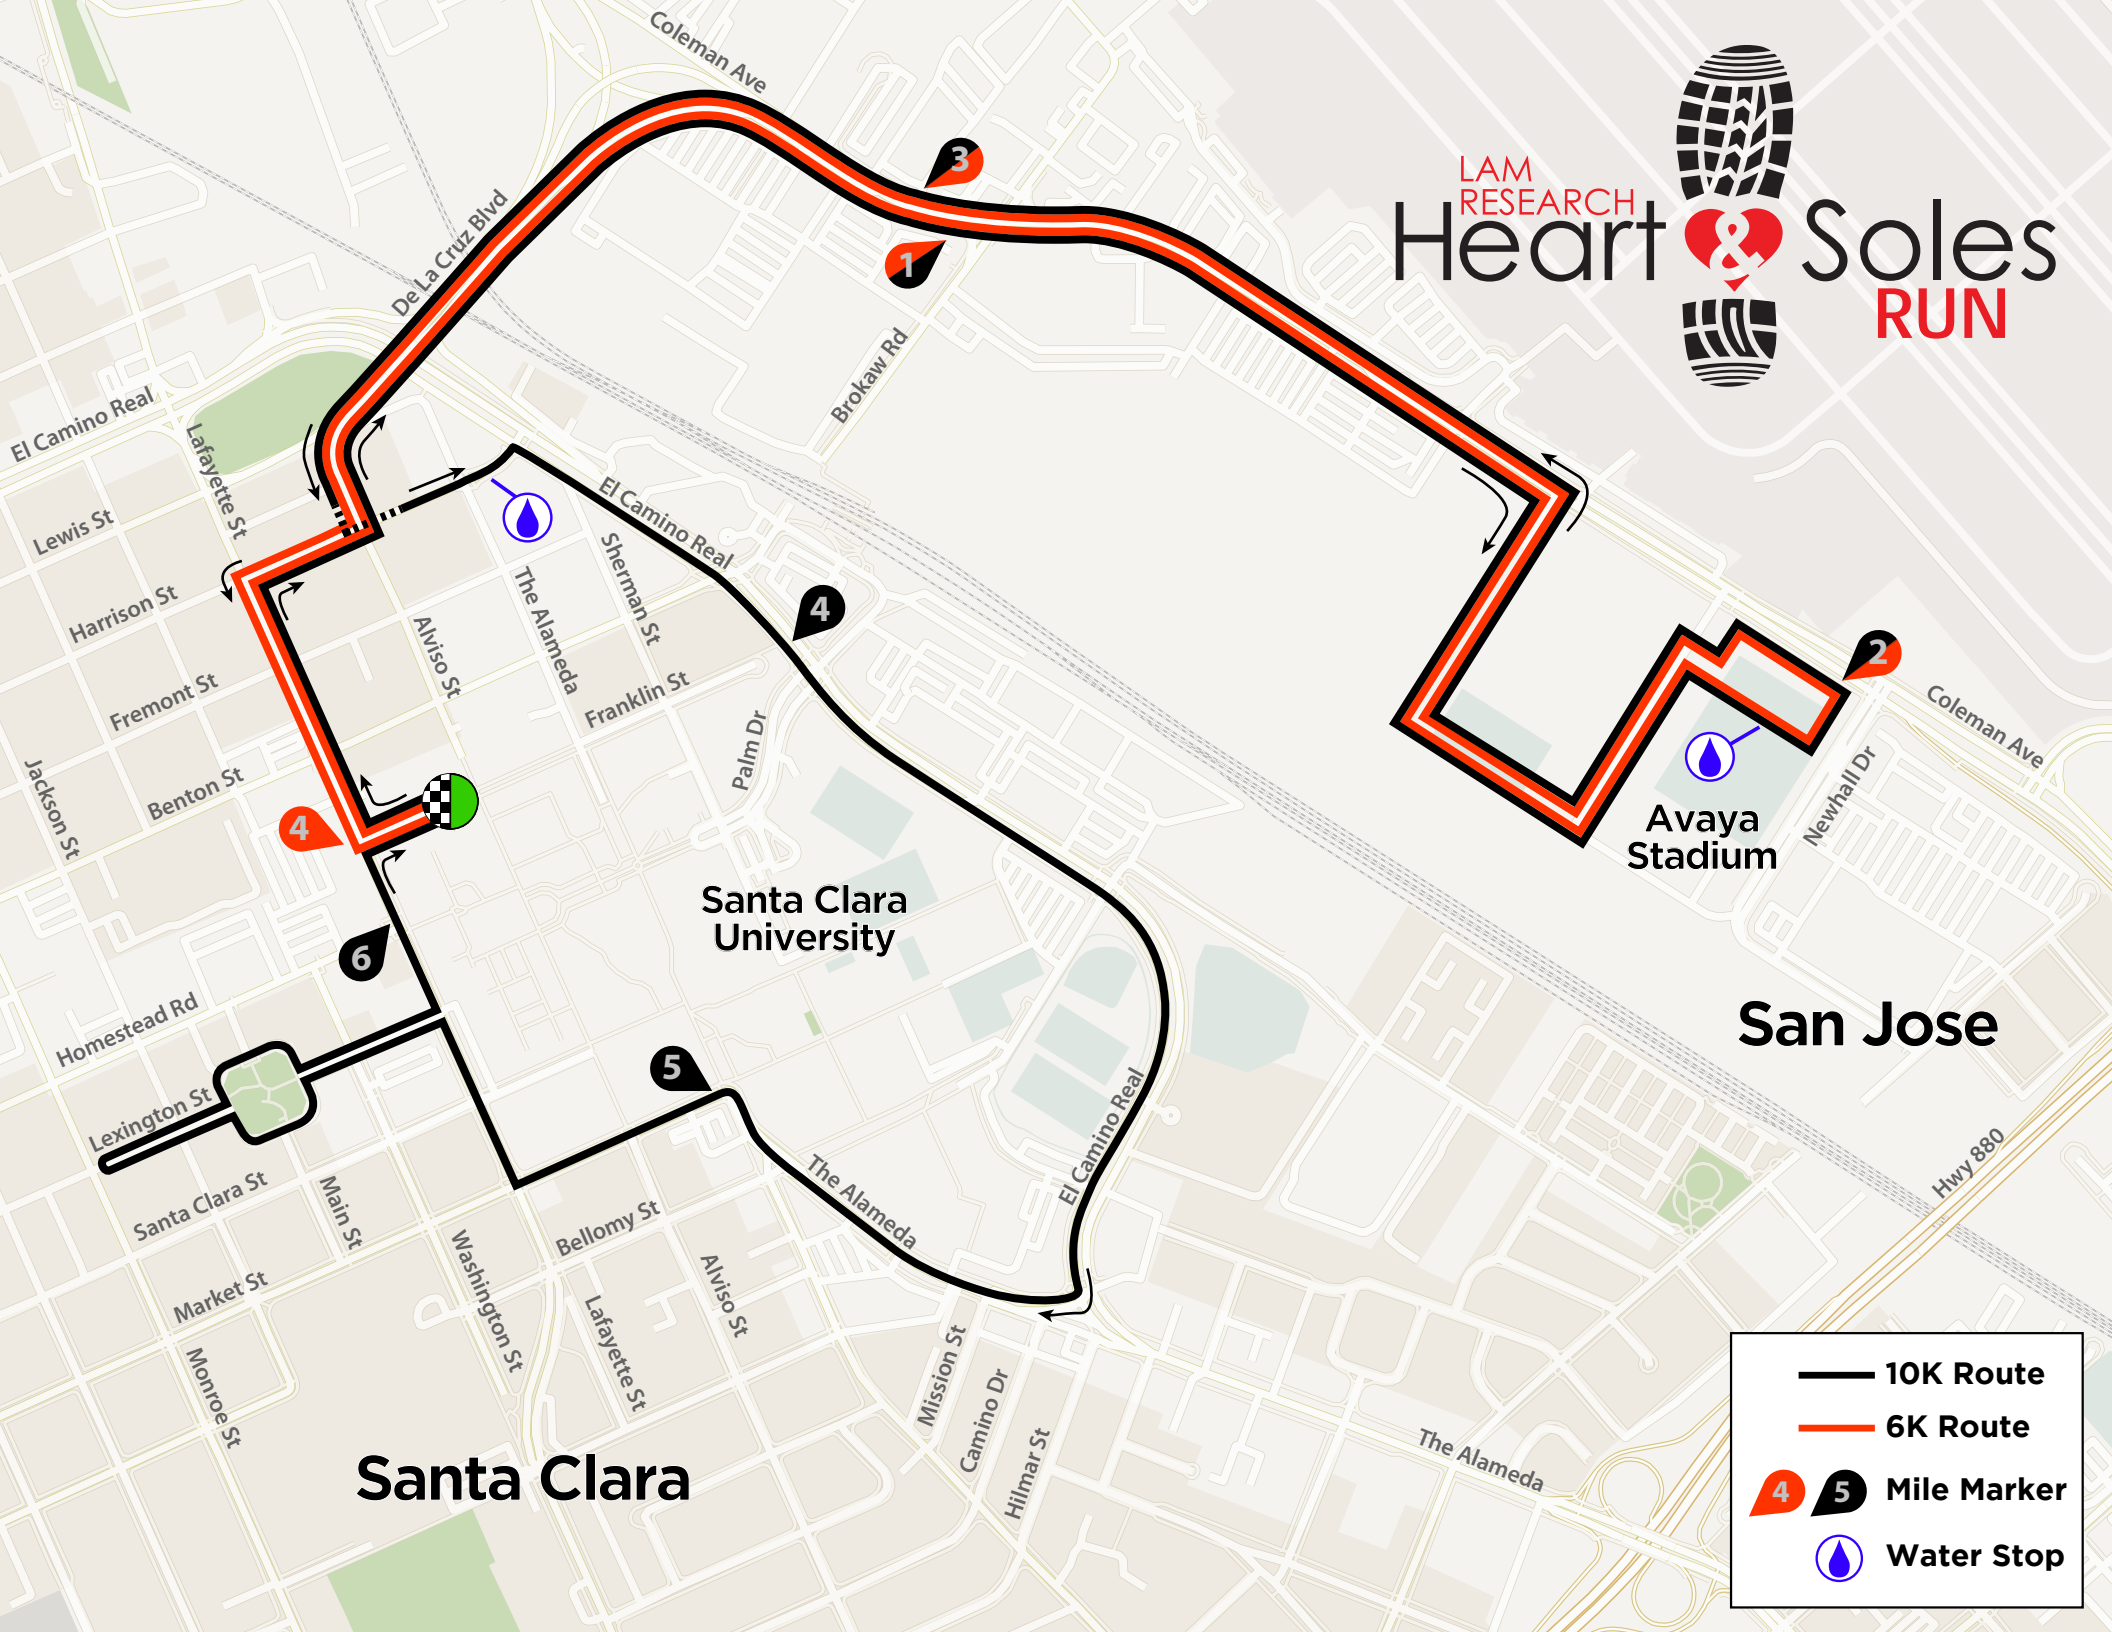 Coleman Ave
LAM
RESEARCH
Heart & Soles
RUN
3
1
De La Cruz Blvd
Brokaw Rd
El Camino Real
Lafayette St
Lewis St
El Camino Real
Harrison St
The Alameda
Sherman St
4
Alviso St
Fremont St
Franklin St
2
Coleman Ave
Palm Dr
Newhall Dr
Jackson St
Benton St
4
Avaya
Stadium
Santa Clara
University
6
Homestead Rd
San Jose
5
Lexington St
El Camino Real
Hwy 880
Santa Clara St
Main St
The Alameda
Bellomy St
Market St
Washington St
Alviso St
Lafayette St
Monroe St
Mission St
Camino Dr
Hilmar St
The Alameda
Santa Clara
10K Route
6K Route
4 5 Mile Marker
Water Stop